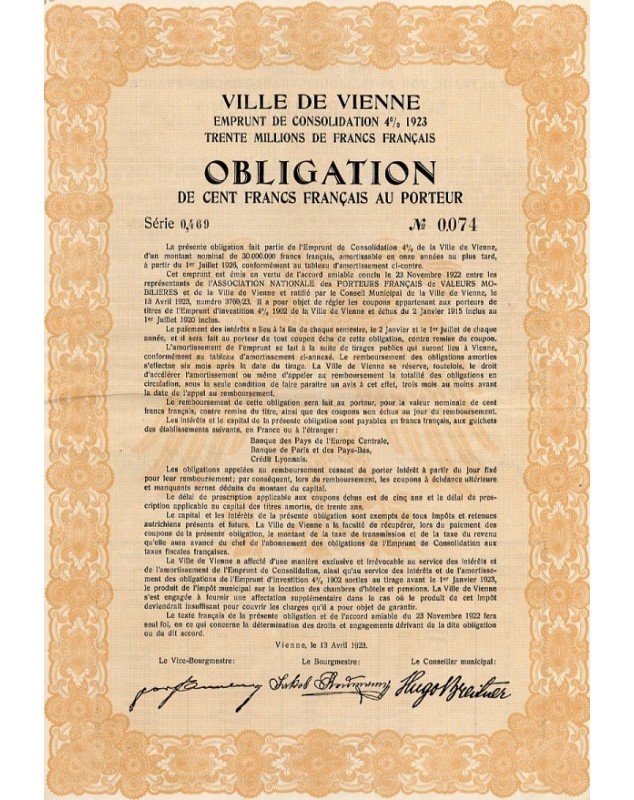 VILLE DE VIENNE
EMPRUNT DE CONSOLIDATION 4% 1923
TRENTE MILLIONS DE FRANCS FRANÇAIS
OBLIGATION
DE CENT FRANCS FRANÇAIS AU PORTEUR
Série 0,469 № 0,074
La présente obligation fait partie de l'Emprunt de Consolidation 4% de la Ville de Vienne,
d'un montant nominal de 30.000.000 francs français, amortissable en onze années au plus tard,
à partir du 1er Juillet 1926, conformément au tableau d'amortissement ci-contre.
Cet emprunt est émis en vertu de l'accord amiable conclu le 23 Novembre 1922 entre les
représentants de l'ASSOCIATION NATIONALE des PORTEURS FRANÇAIS de VALEURS MO-
BILIERES et de la Ville de Vienne et ratifié par le Conseil Municipal de la Ville de Vienne, le
13 Avril 1923, numéro 3769/23. Il a pour objet de régler les coupons appartenant aux porteurs de
titres de l'Emprunt d'investition 4% 1902 de la Ville de Vienne et échus du 2 Janvier 1915 inclus au
1er Juillet 1920 inclus.
Le paiement des intérêts a lieu à la fin de chaque semestre, le 2 Janvier et le 1er Juillet de chaque
année, et il sera fait au porteur de tout coupon échu de cette obligation, contre remise du coupon.
L'amortissement de l'emprunt se fait à la suite de tirages publics qui auront lieu à Vienne,
conformément au tableau d'amortissement ci-annexé. Le remboursement des obligations amorties
s'effectue six mois après la date du tirage. La Ville de Vienne se réserve, toutefois, le droit
d'accélérer l'amortissement ou même d'appeler au remboursement la totalité des obligations en
circulation, sous la seule condition de faire paraître un avis à cet effet, trois mois au moins avant
la date de l'appel au remboursement.
Le remboursement de cette obligation sera fait au porteur, pour la valeur nominale de cent
francs français, contre remise du titre, ainsi que des coupons non échus au jour du remboursement.
Les intérêts et le capital de la présente obligation sont payables en francs français, aux guichets
des établissements suivants, en France ou à l'étranger:
Banque des Pays de l'Europe Centrale,
Banque de Paris et des Pays-Bas,
Crédit Lyonnais.
Les obligations appelées au remboursement cessent de porter intérêt à partir du jour fixé
pour leur remboursement; par conséquent, lors du remboursement, les coupons à échéance ultérieure
et manquants seront déduits du montant du capital.
Le délai de prescription applicable aux coupons échus est de cinq ans et le délai de pres-
cription applicable au capital des titres amortis, de trente ans.
Le capital et les intérêts de la présente obligation sont exempts de tous impôts et retenues
autrichiens présents et futurs. La Ville de Vienne a la faculté de récupérer, lors du paiement des
coupons de la présente obligation, le montant de la taxe de transmission et de la taxe du revenu
qu'elle aura avancé du chef de l'abonnement des obligations de l'Emprunt de Consolidation aux
taxes fiscales françaises.
La Ville de Vienne a affecté d'une manière exclusive et irrévocable au service des intérêts et
de l'amortissement de l'Emprunt de Consolidation, ainsi qu'au service des intérêts et de l'amortisse-
ment des obligations de l'Emprunt d'investition 4% 1902 sorties au tirage avant le 1er Janvier 1923,
le produit de l'impôt municipal sur la location des chambres d'hôtels et pensions. La Ville de Vienne
s'est engagée à fournir une affectation supplémentaire dans le cas où le produit de cet impôt
deviendrait insuffisant pour couvrir les charges qu'il a pour objet de garantir.
Le texte français de la présente obligation et de l'accord amiable du 23 Novembre 1922 fera
seul foi, en ce qui concerne la détermination des droits et engagements dérivant de la dite obligation
ou du dit accord.
Vienne, le 13 Avril 1923.
Le Vice-Bourgmestre: Le Bourgmestre: Le Conseiller municipal:
Jakob Reumann Hugo Breitner